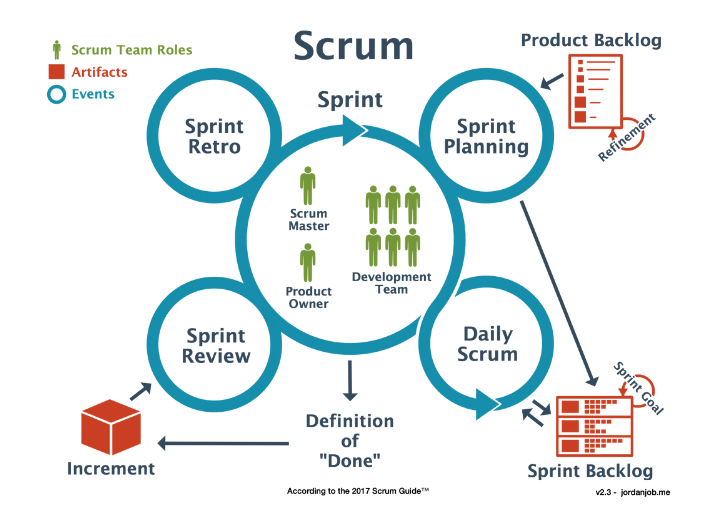 Scrum
Scrum Team Roles
Artifacts
Events
Product Backlog
Refinement
Sprint
Sprint
Retro
Sprint
Planning
Scrum
Master
Product
Owner
Development
Team
Sprint
Review
Daily
Scrum
Sprint Goal
Sprint Backlog
Definition
of
"Done"
Increment
According to the 2017 Scrum Guide™
v2.3 - jordanjob.me